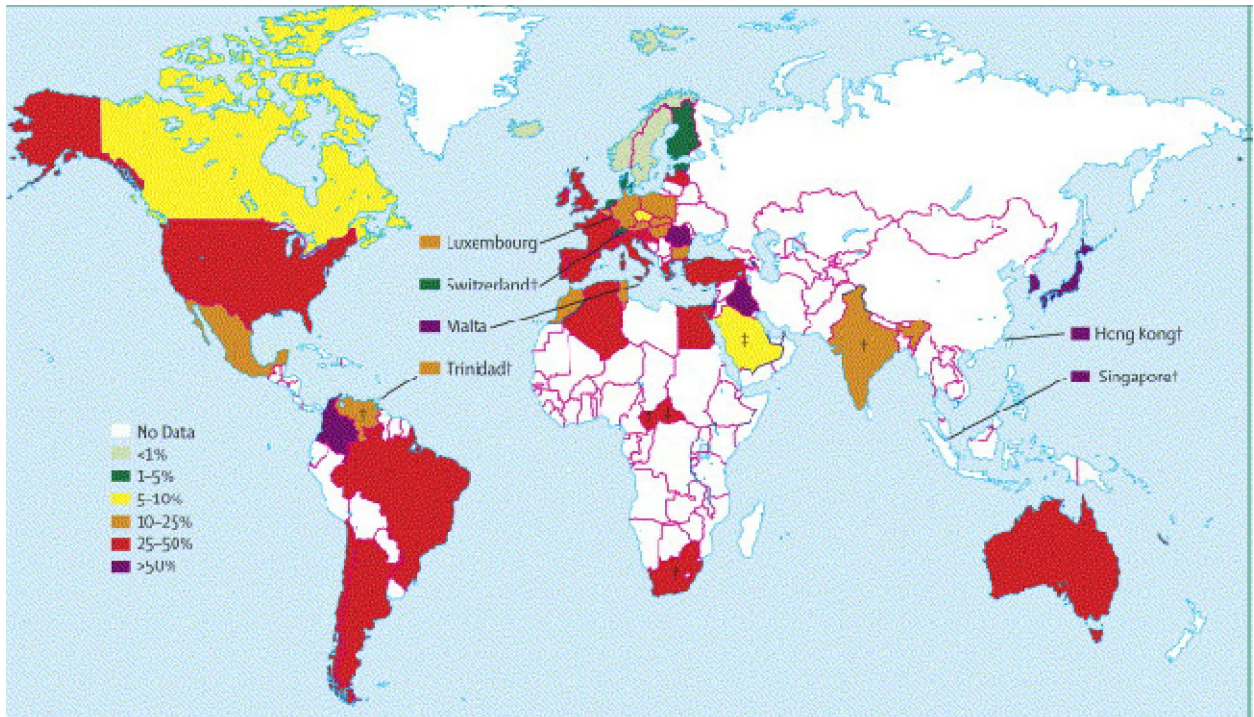 Luxembourg
Switzerland†
Malta
Trinidad†
Hong Kong†
Singapore†
No Data
<1%
1–5%
5–10%
10–25%
25–50%
>50%
‡
†
†
†